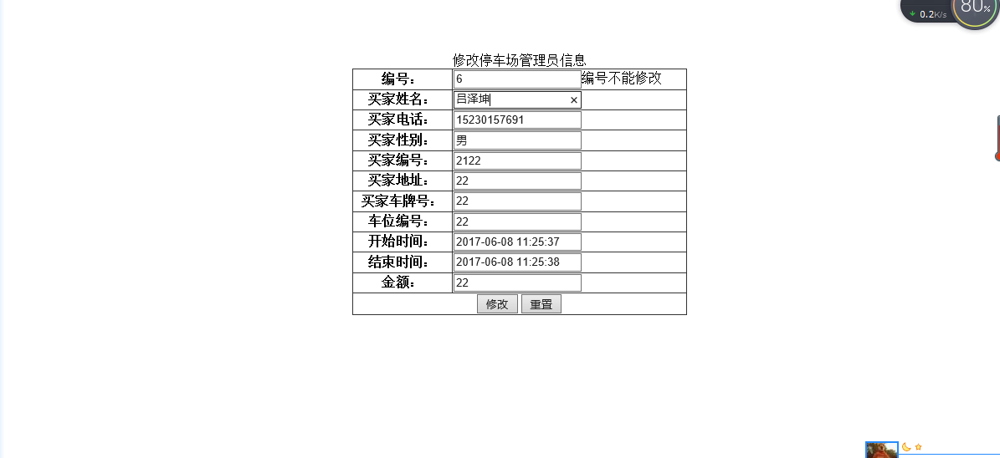 80%
0.2K/s
修改停车场管理员信息
编号： 6 编号不能修改
买家姓名： 吕泽坤 ×
买家电话： 15230157691
买家性别： 男
买家编号： 2122
买家地址： 22
买家车牌号： 22
车位编号： 22
开始时间： 2017-06-08 11:25:37
结束时间： 2017-06-08 11:25:38
金额： 22
修改 重置